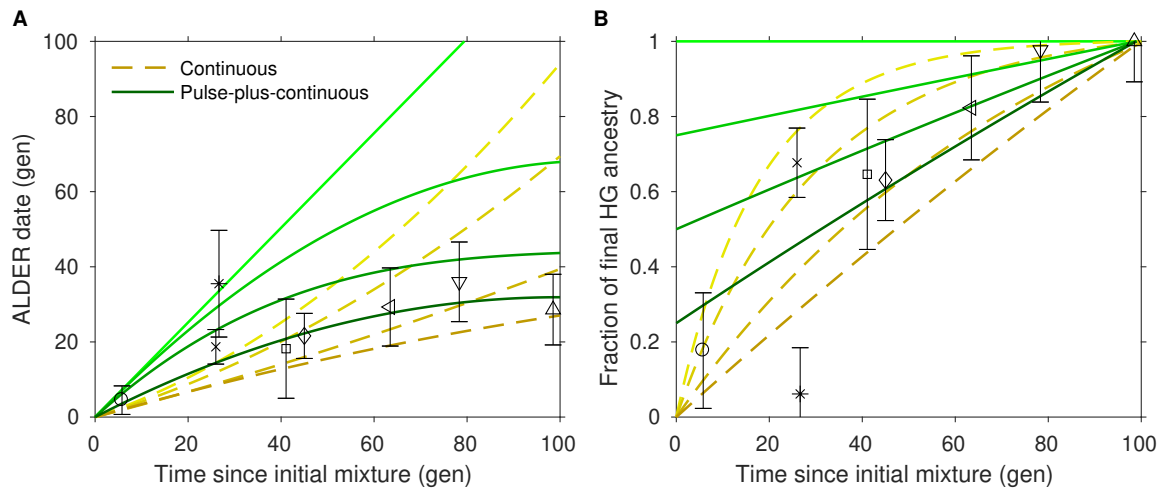 A
ALDER date (gen)
100
80
60
40
20
0
Continuous
Pulse-plus-continuous
0 20 40 60 80 100
Time since initial mixture (gen)
B
Fraction of final HG ancestry
1
0.8
0.6
0.4
0.2
0
0 20 40 60 80 100
Time since initial mixture (gen)